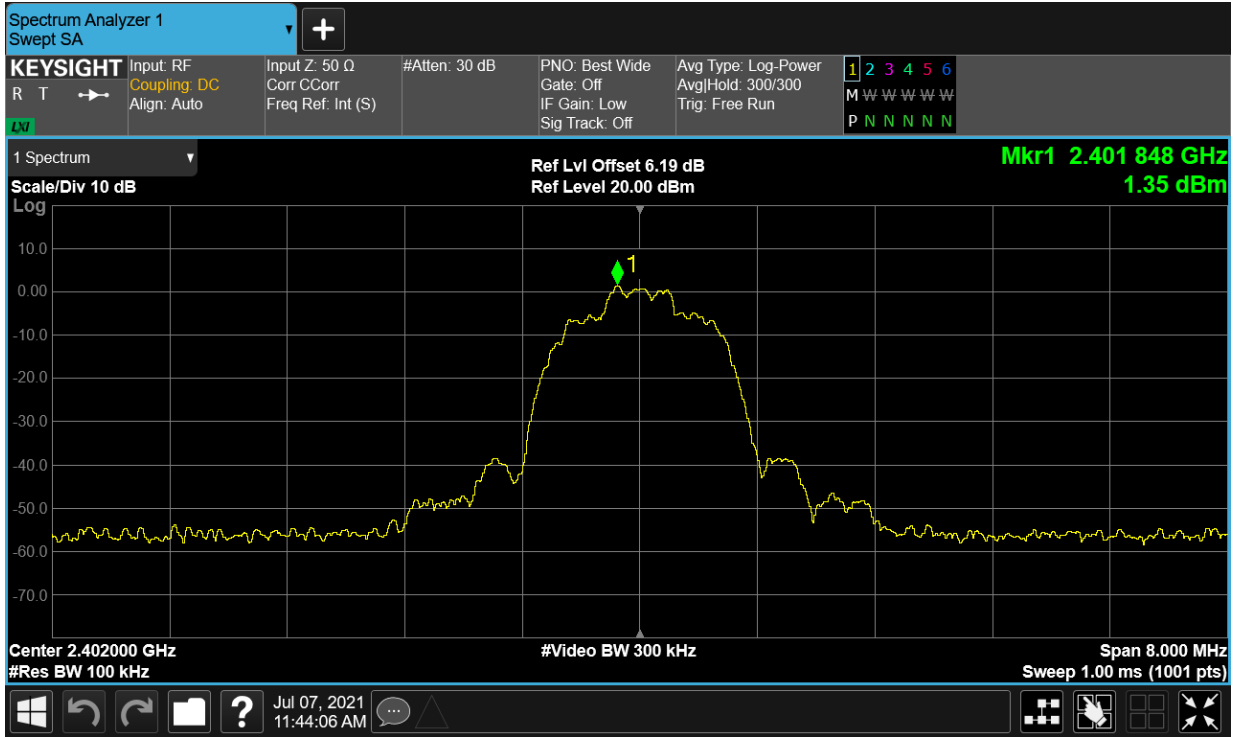 Spectrum Analyzer 1
Swept SA
+
KEYSIGHT
R T
LXI
Input: RF
Coupling: DC
Align: Auto
Input Z: 50 Ω
Corr CCorr
Freq Ref: Int (S)
#Atten: 30 dB
PNO: Best Wide
Gate: Off
IF Gain: Low
Sig Track: Off
Avg Type: Log-Power
Avg|Hold: 300/300
Trig: Free Run
1 2 3 4 5 6
M W W W W W
P N N N N N
1 Spectrum
Scale/Div 10 dB
Log
Ref Lvl Offset 6.19 dB
Ref Level 20.00 dBm
Mkr1 2.401 848 GHz
1.35 dBm
10.0
0.00
-10.0
-20.0
-30.0
-40.0
-50.0
-60.0
-70.0
1
Center 2.402000 GHz
#Res BW 100 kHz
#Video BW 300 kHz
Span 8.000 MHz
Sweep 1.00 ms (1001 pts)
?
Jul 07, 2021
11:44:06 AM